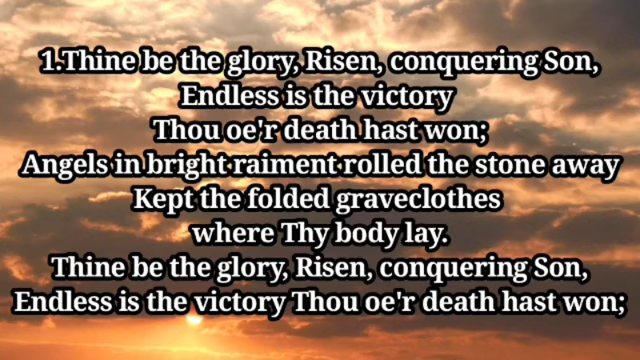 1.Thine be the glory, Risen, conquering Son,
Endless is the victory
Thou oe'r death hast won;
Angels in bright raiment rolled the stone away
Kept the folded graveclothes
where Thy body lay.
Thine be the glory, Risen, conquering Son,
Endless is the victory Thou oe'r death hast won;